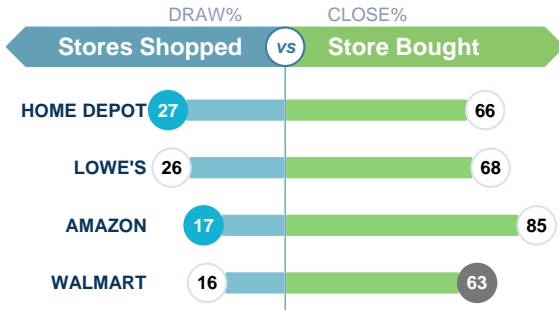 DRAW% CLOSE%
Stores Shopped vs Store Bought
HOME DEPOT 27 66
LOWE'S 26 68
AMAZON 17 85
WALMART 16 63